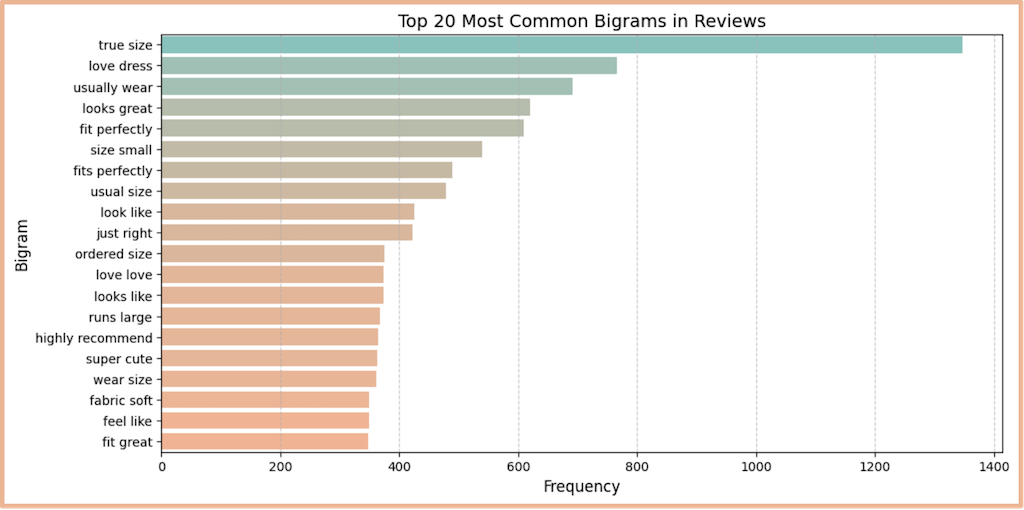 Top 20 Most Common Bigrams in Reviews
Bigram
true size
love dress
usually wear
looks great
fit perfectly
size small
fits perfectly
usual size
look like
just right
ordered size
love love
looks like
runs large
highly recommend
super cute
wear size
fabric soft
feel like
fit great
0 200 400 600 800 1000 1200 1400
Frequency